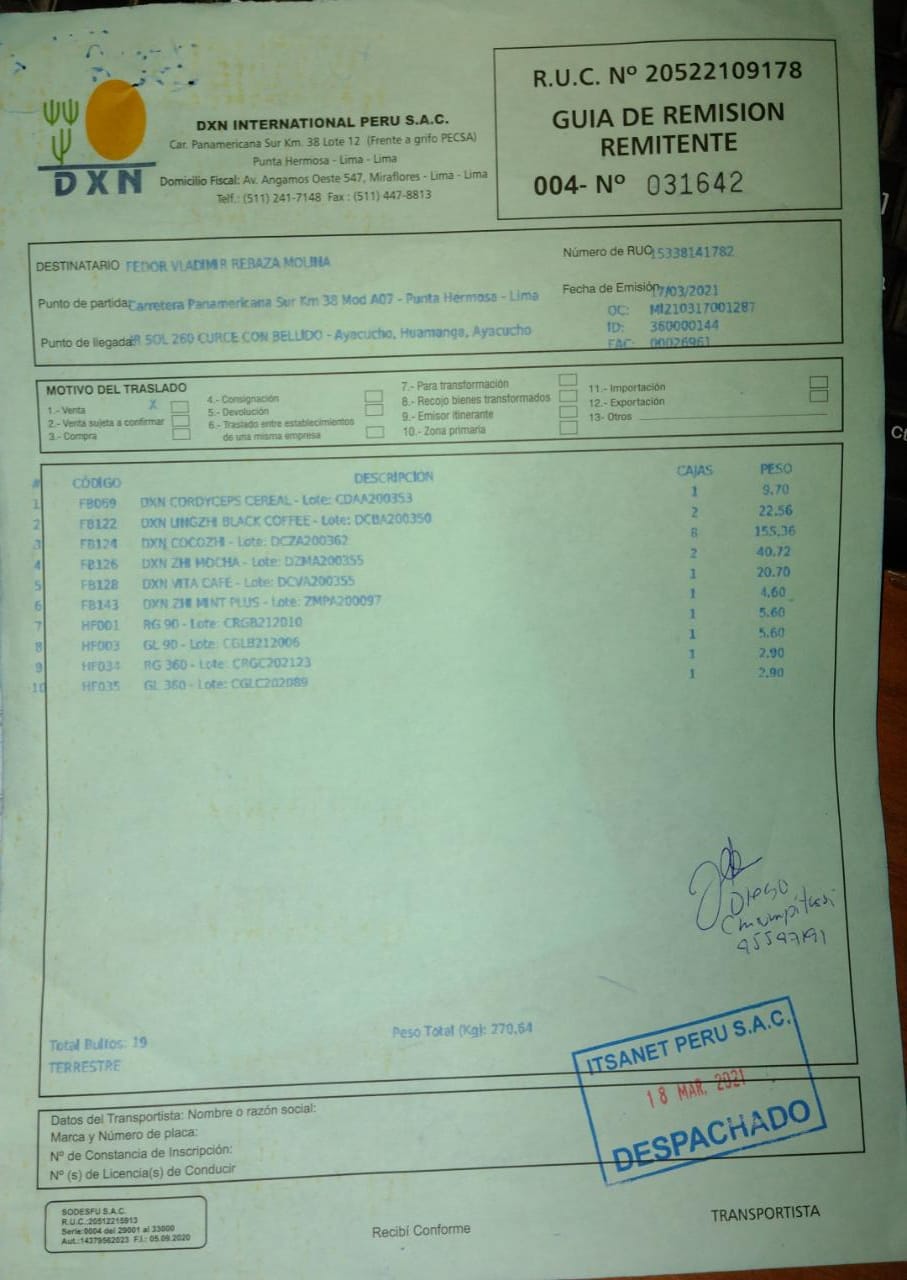 R.U.C. Nº 20522109178
GUIA DE REMISION
REMITENTE
004- Nº 031642
DXN
DXN INTERNATIONAL PERU S.A.C.
Car. Panamericana Sur Km. 38 Lote 12 (Frente a grifo PECSA)
Punta Hermosa - Lima - Lima
Domicilio Fiscal: Av. Angamos Oeste 547, Miraflores - Lima - Lima
Telf.: (511) 241-7148 Fax : (511) 447-8813
DESTINATARIO FEDOR VLADIMIR REBAZA MOLINA
Número de RUC 15338141782
Punto de partida: Carretera Panamericana Sur Km 38 Mod A07 - Punta Hermosa - Lima
Fecha de Emisión 17/03/2021
OC: MI210317001287
Punto de llegada: JR SOL 260 CURCE CON BELLIDO - Ayacucho, Huamanga, Ayacucho
ID: 360000144
FAC: 00026961
MOTIVO DEL TRASLADO
1.- Venta X
2.- Venta sujeta a confirmar
3.- Compra
4.- Consignación
5.- Devolución
6.- Traslado entre establecimientos
de una misma empresa
7.- Para transformación
8.- Recojo bienes transformados
9.- Emisor itinerante
10.- Zona primaria
11.- Importación
12.- Exportación
13- Otros
# CÓDIGO DESCRIPCIÓN CAJAS PESO
1 FB069 DXN CORDYCEPS CEREAL - Lote: CDAA200353 1 9.70
2 FB122 DXN LINGZHI BLACK COFFEE - Lote: DCBA200350 2 22.56
3 FB124 DXN COCOZHI - Lote: DCZA200362 8 155.36
4 FB126 DXN ZHI MOCHA - Lote: DZMA200355 2 40.72
5 FB128 DXN VITA CAFE - Lote: DCVA200355 1 20.70
6 FB143 DXN ZHI MINT PLUS - Lote: ZMPA200097 1 4.60
7 HF001 RG 90 - Lote: CRGB212010 1 5.60
8 HF003 GL 90 - Lote: CGLB212006 1 5.60
9 HF034 RG 360 - Lote: CRGC202123 1 2.90
10 HF035 GL 360 - Lote: CGLC202089 1 2.90
Diego
Total Bultos: 19
Peso Total (Kg): 270.64
TERRESTRE
ITSANET PERU S.A.C.
18 MAR. 2021
DESPACHADO
Datos del Transportista: Nombre o razón social:
Marca y Número de placa:
Nº de Constancia de Inscripción:
Nº (s) de Licencia(s) de Conducir
SODESFU S.A.C.
R.U.C.:20512215913
Serie:0004 del 29001 al 33000
Aut.:14379562023 F.I.: 05.09.2020
Recibí Conforme
TRANSPORTISTA